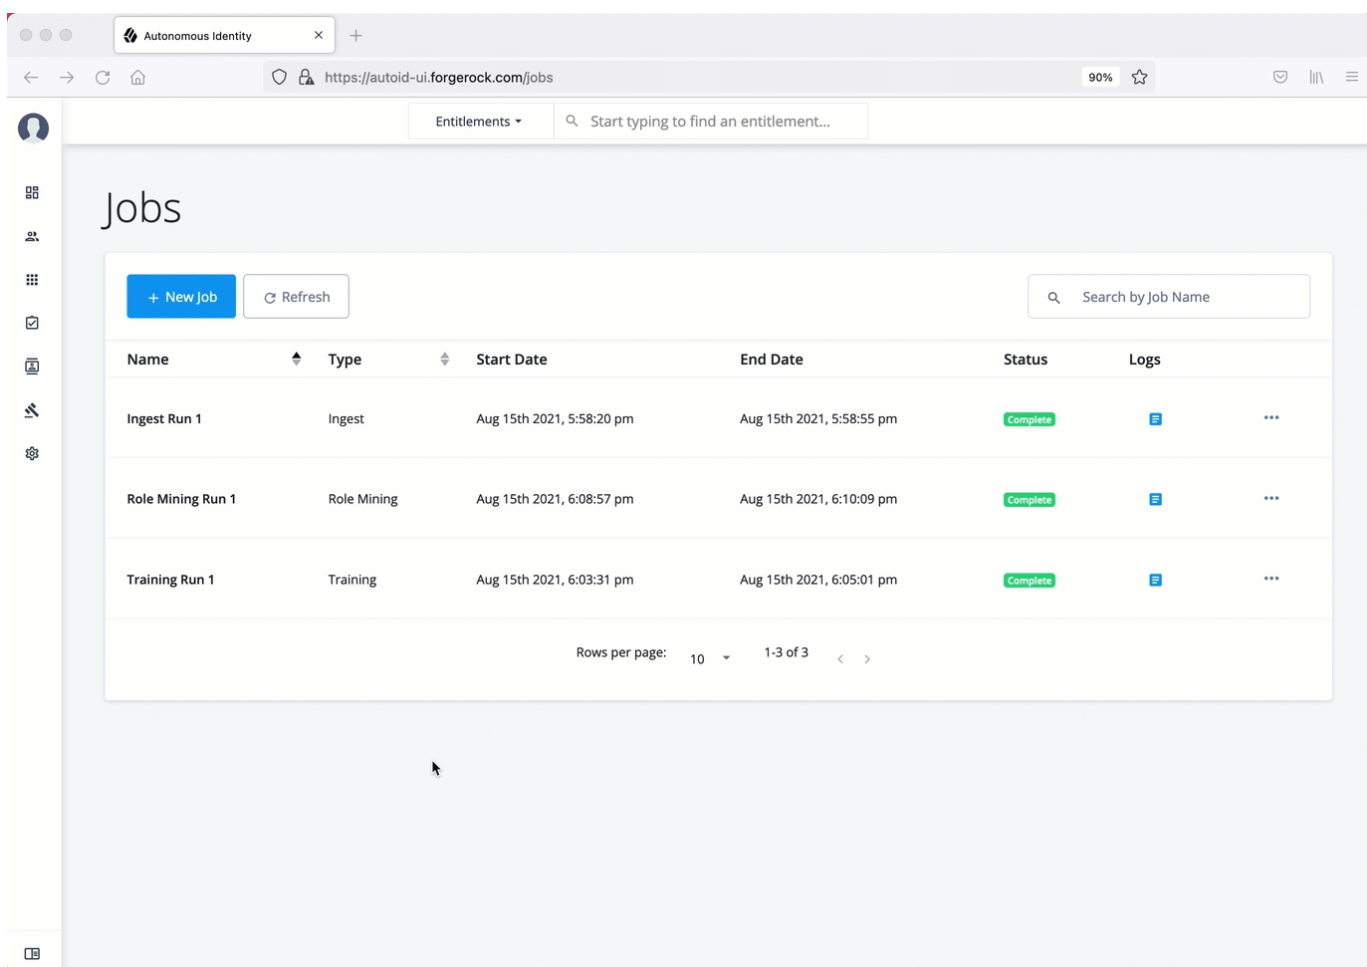 Autonomous Identity
https://autoid-ui.forgerock.com/jobs
90%
Entitlements
Start typing to find an entitlement...
Jobs
+ New Job
Refresh
Search by Job Name
Name Type Start Date End Date Status Logs
Ingest Run 1 Ingest Aug 15th 2021, 5:58:20 pm Aug 15th 2021, 5:58:55 pm Complete
Role Mining Run 1 Role Mining Aug 15th 2021, 6:08:57 pm Aug 15th 2021, 6:10:09 pm Complete
Training Run 1 Training Aug 15th 2021, 6:03:31 pm Aug 15th 2021, 6:05:01 pm Complete
Rows per page: 10 1-3 of 3